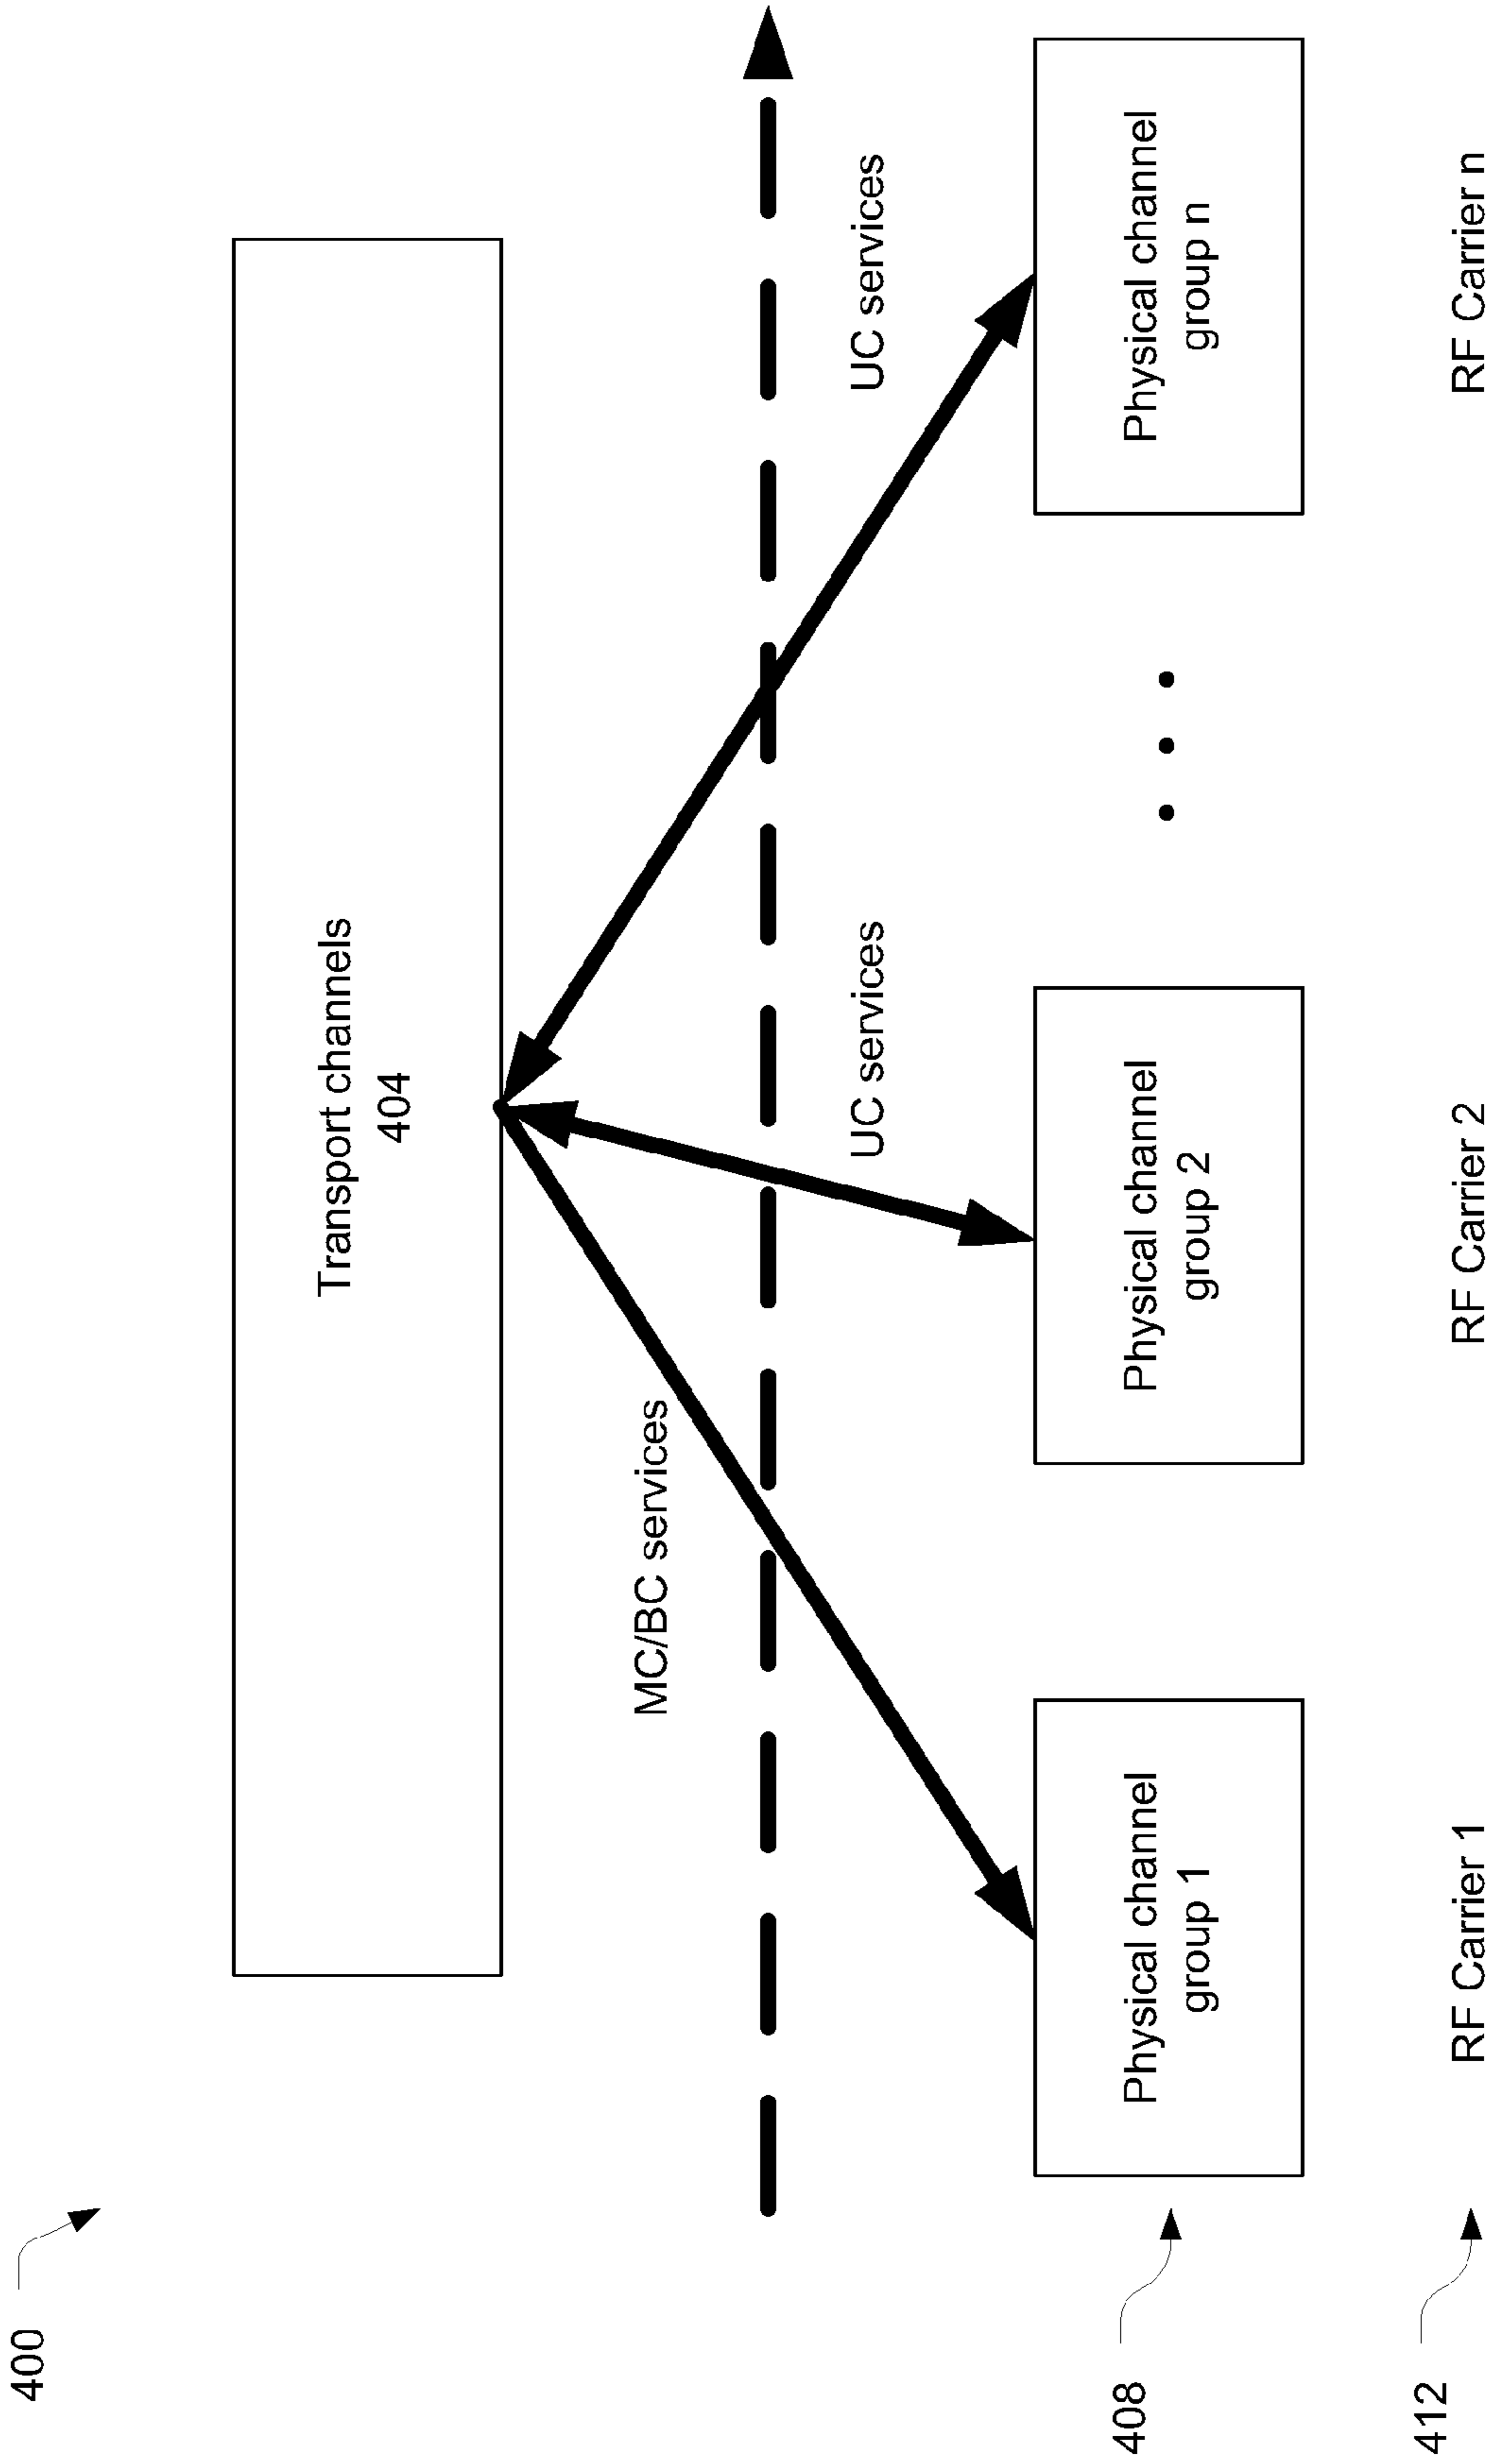 400
Transport channels
404
MC/BC services
UC services
UC services
408
Physical channel
group 1
Physical channel
group 2
Physical channel
group n
412
RF Carrier 1
RF Carrier 2
RF Carrier n